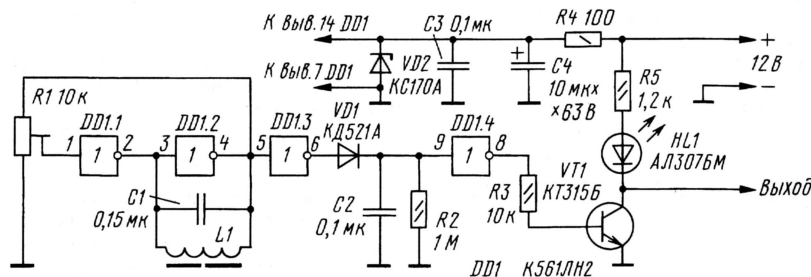 К выв.14 DD1
C3 0,1 мк
R4 100
+
12 В
−
К выв.7 DD1
VD2
КС170А
+
C4
10 мк×
×63 В
R5
1,2 к
R1 10 к
DD1.1
DD1.2
DD1.3
VD1
КД521А
DD1.4
HL1
АЛ307БМ
1
1
2
3
1
4
5
1
6
9
1
8
VT1
КТ315Б
Выход
C1
0,15 мк
L1
C2
0,1 мк
R2
1 М
R3
10 к
DD1 К561ЛН2